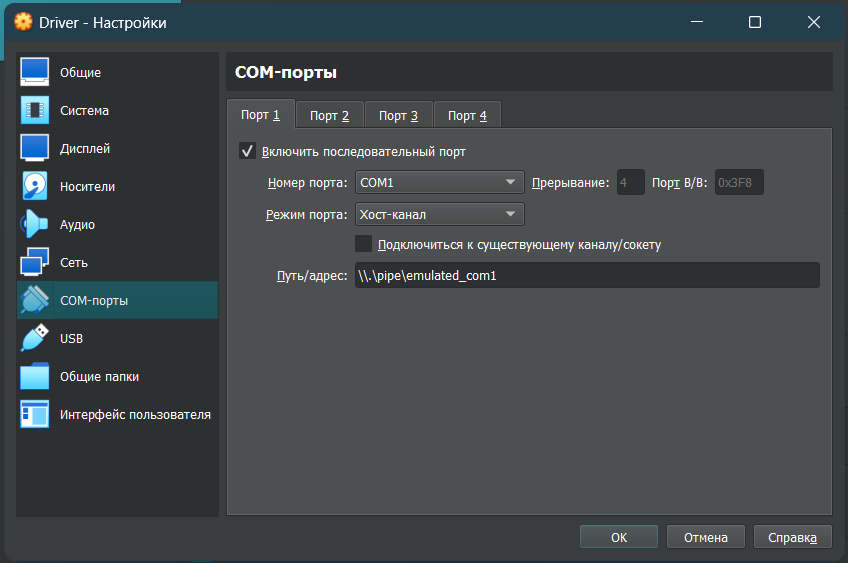 Driver - Настройки
Общие
Система
Дисплей
Носители
Аудио
Сеть
COM-порты
USB
Общие папки
Интерфейс пользователя
COM-порты
Порт 1 Порт 2 Порт 3 Порт 4
Включить последовательный порт
Номер порта: COM1 Прерывание: 4 Порт В/В: 0x3F8
Режим порта: Хост-канал
Подключиться к существующему каналу/сокету
Путь/адрес: \\.\pipe\emulated_com1
OK Отмена Справка